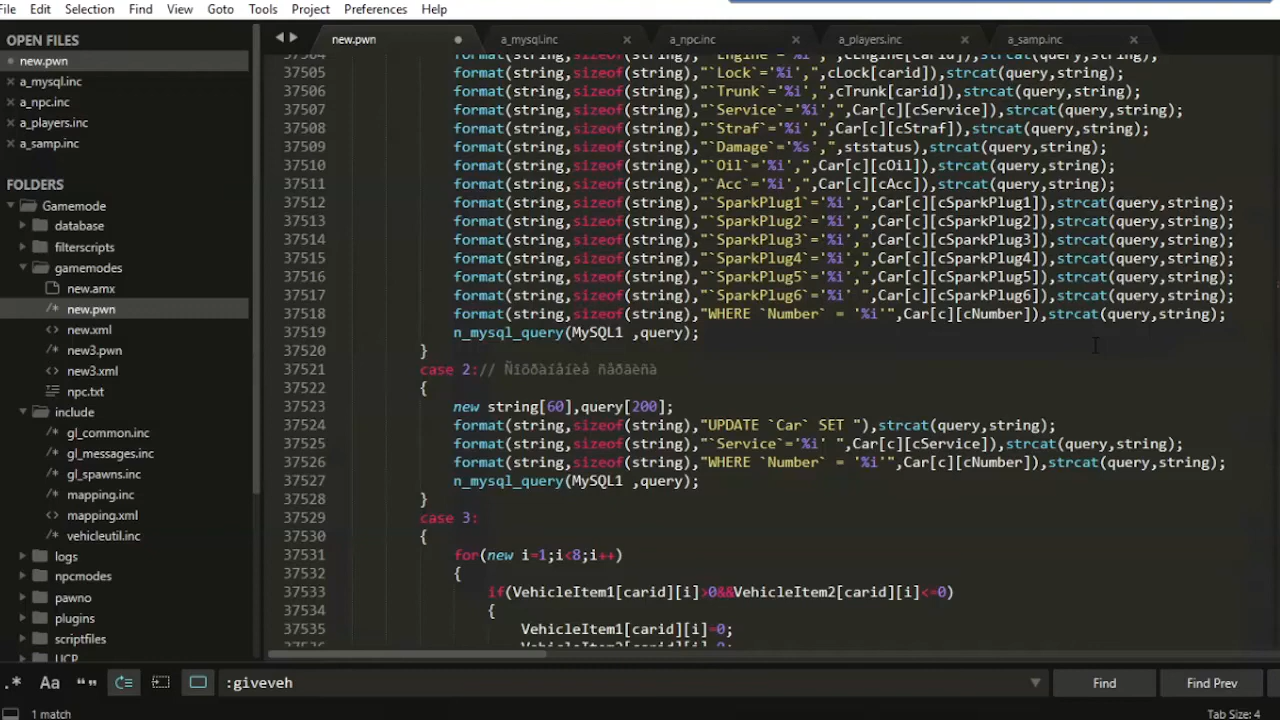 File Edit Selection Find View Goto Tools Project Preferences Help
OPEN FILES
new.pwn
a_mysql.inc
a_npc.inc
a_players.inc
a_samp.inc
FOLDERS
Gamemode
database
filterscripts
gamemodes
new.amx
new.pwn
new.xml
new3.pwn
new3.xml
npc.txt
include
gl_common.inc
gl_messages.inc
gl_spawns.inc
mapping.inc
mapping.xml
vehicleutil.inc
logs
npcmodes
pawno
plugins
scriptfiles
UCP
new.pwn a_mysql.inc a_npc.inc a_players.inc a_samp.inc
37504 format(string,sizeof(string),"`Engine`='%i',",cEngine[carid]),strcat(query,string);
37505 format(string,sizeof(string),"`Lock`='%i',",cLock[carid]),strcat(query,string);
37506 format(string,sizeof(string),"`Trunk`='%i',",cTrunk[carid]),strcat(query,string);
37507 format(string,sizeof(string),"`Service`='%i',",Car[c][cService]),strcat(query,string);
37508 format(string,sizeof(string),"`Straf`='%i',",Car[c][cStraf]),strcat(query,string);
37509 format(string,sizeof(string),"`Damage`='%s',",ststatus),strcat(query,string);
37510 format(string,sizeof(string),"`Oil`='%i',",Car[c][cOil]),strcat(query,string);
37511 format(string,sizeof(string),"`Acc`='%i',",Car[c][cAcc]),strcat(query,string);
37512 format(string,sizeof(string),"`SparkPlug1`='%i',",Car[c][cSparkPlug1]),strcat(query,string);
37513 format(string,sizeof(string),"`SparkPlug2`='%i',",Car[c][cSparkPlug2]),strcat(query,string);
37514 format(string,sizeof(string),"`SparkPlug3`='%i',",Car[c][cSparkPlug3]),strcat(query,string);
37515 format(string,sizeof(string),"`SparkPlug4`='%i',",Car[c][cSparkPlug4]),strcat(query,string);
37516 format(string,sizeof(string),"`SparkPlug5`='%i',",Car[c][cSparkPlug5]),strcat(query,string);
37517 format(string,sizeof(string),"`SparkPlug6`='%i' ",Car[c][cSparkPlug6]),strcat(query,string);
37518 format(string,sizeof(string),"WHERE `Number` = '%i'",Car[c][cNumber]),strcat(query,string);
37519 n_mysql_query(MySQL1 ,query);
37520 }
37521 case 2:// Ñîõðàíåíèå ñåðâèñà
37522 {
37523 new string[60],query[200];
37524 format(string,sizeof(string),"UPDATE `Car` SET "),strcat(query,string);
37525 format(string,sizeof(string),"`Service`='%i' ",Car[c][cService]),strcat(query,string);
37526 format(string,sizeof(string),"WHERE `Number` = '%i'",Car[c][cNumber]),strcat(query,string);
37527 n_mysql_query(MySQL1 ,query);
37528 }
37529 case 3:
37530 {
37531 for(new i=1;i<8;i++)
37532 {
37533 if(VehicleItem1[carid][i]>0&&VehicleItem2[carid][i]<=0)
37534 {
37535 VehicleItem1[carid][i]=0;
.* Aa “” :giveveh Find Find Prev
1 match Tab Size: 4